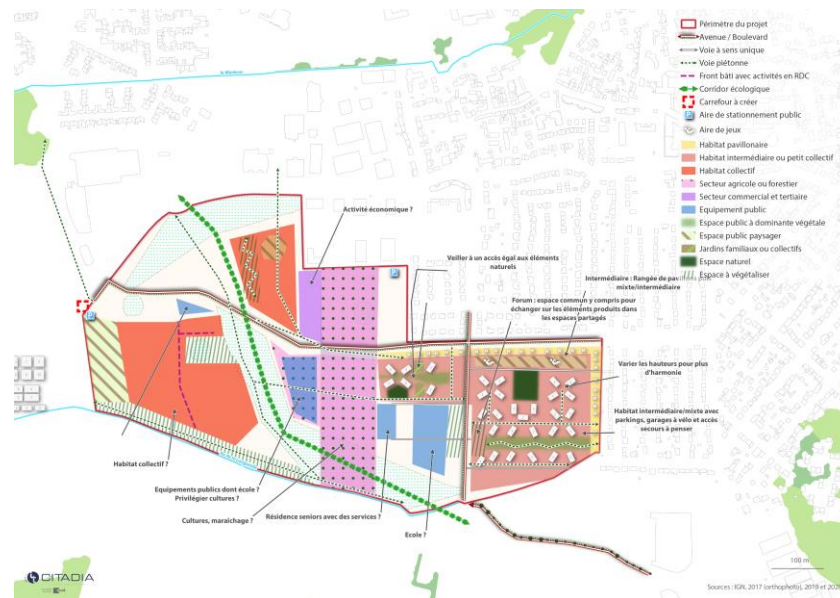 Périmètre du projet
Avenue / Boulevard
Voie à sens unique
Voie piétonne
Front bâti avec activités en RDC
Corridor écologique
Carrefour à créer
Aire de stationnement public
Aire de jeux
Habitat pavillonaire
Habitat intermédiaire ou petit collectif
Habitat collectif
Secteur agricole ou forestier
Secteur commercial et tertiaire
Equipement public
Espace public à dominante végétale
Espace public paysager
Jardins familiaux ou collectifs
Espace naturel
Espace à végétaliser
Activité économique ?
Veiller à un accès égal aux éléments
naturels
Intermédiaire : Rangée de
mixte/intermédiaire
Forum : espace commun y compris pour
échanger sur les éléments produits dans
les espaces partagés
Varier les hauteurs pour plus
d'harmonie
Habitat intermédiaire/mixte avec
parkings, garages à vélo et accès
secours à penser
Habitat collectif ?
Equipements publics dont école ?
Privilégier cultures ?
Cultures, maraîchage ?
Résidence seniors avec des services ?
Ecole ?
100 m
CITADIA
Sources : IGN, 2017 (orthophoto), 2019 et